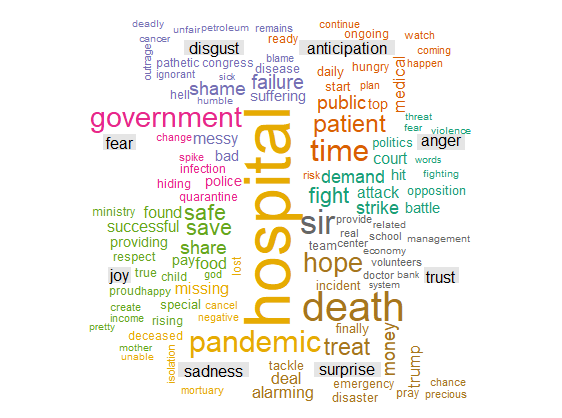 deadly unfair petroleum remains continue
cancer disgust ready anticipation ongoing watch
outrage pathetic congress blame coming
ignorant sick disease daily hungry medical happen
hell shame failure start plan
humble suffering public top threat
government patient fear violence
fear change messy time politics anger
spike bad court words
infection risk demand hit fighting
hiding police fight attack opposition
quarantine hospital strike battle
ministry found safe sir provide related
successful save real school management
providing share team center economy
respect pay food lost hope volunteers
joy true child god doctor bank trust
proud happy missing incident system
create special cancel death
income rising negative finally
pretty deceased pandemic treat money
mother
unable isolation sadness tackle surprise trump chance
deal emergency pray precious
mortuary alarming disaster